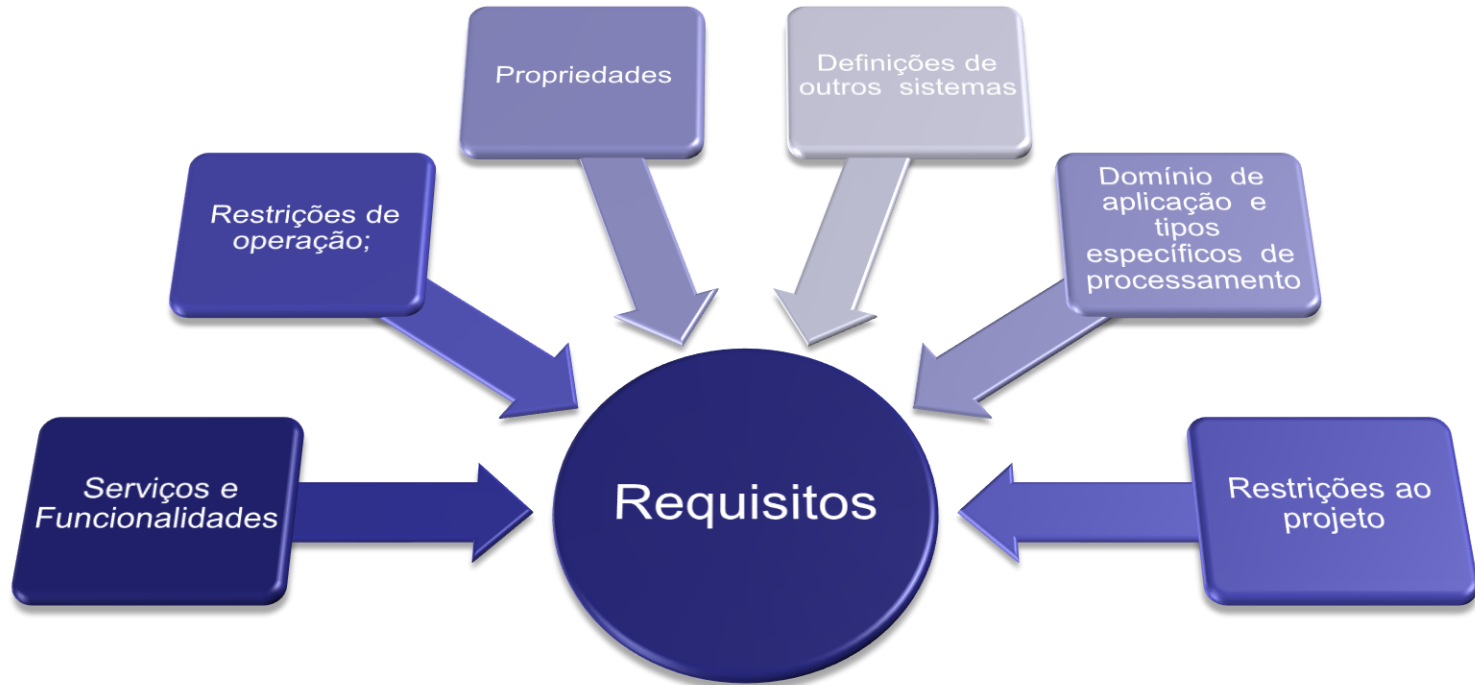 Propriedades
Definições de
outros sistemas
Restrições de
operação;
Domínio de
aplicação e
tipos
específicos de
processamento
Serviços e
Funcionalidades
Requisitos
Restrições ao
projeto